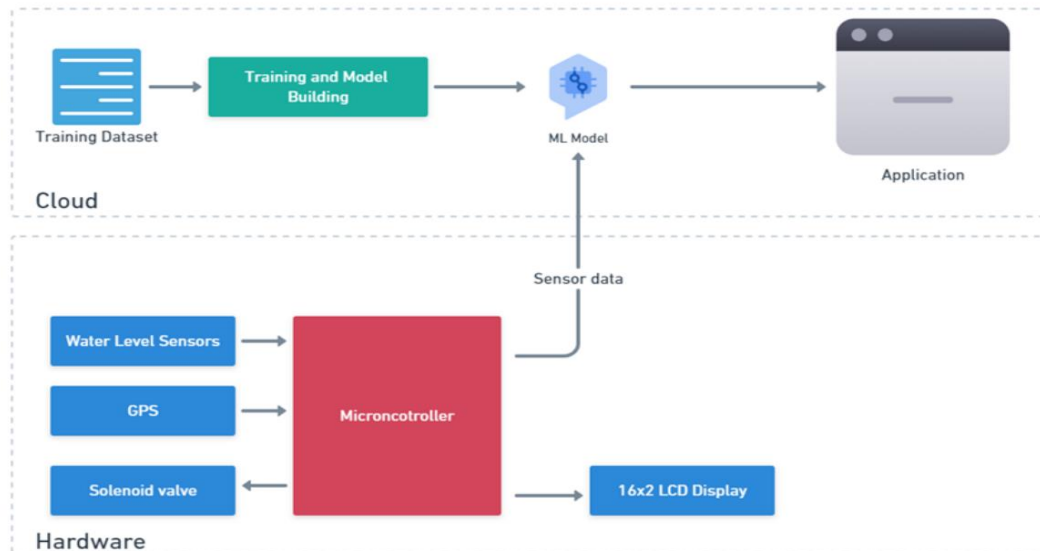 Training and Model
Building
Training Dataset
ML Model
Application
Cloud
Sensor data
Water Level Sensors
GPS
Microncotroller
Solenoid valve
16x2 LCD Display
Hardware